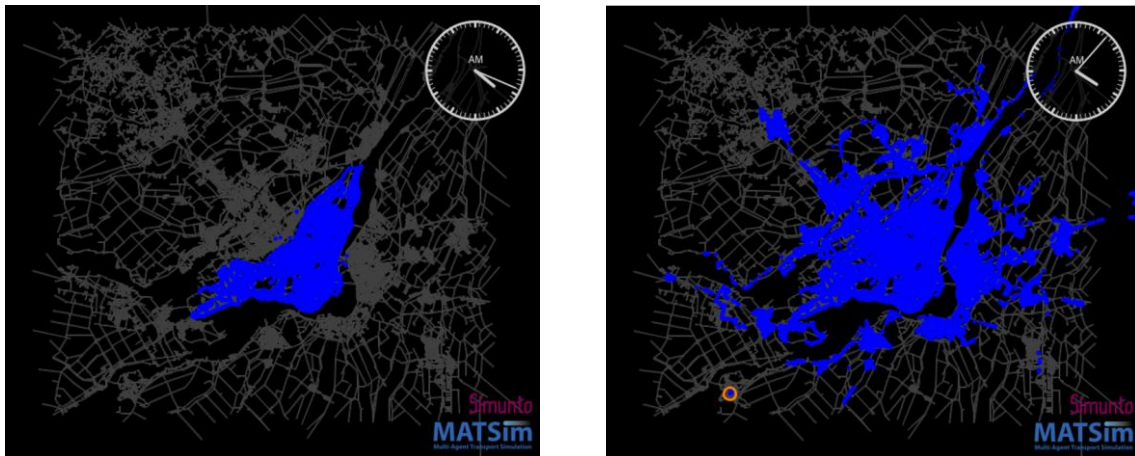 AM
Simunto
MATSim
Multi-Agent Transport Simulation
AM
Simunto
MATSim
Multi-Agent Transport Simulation